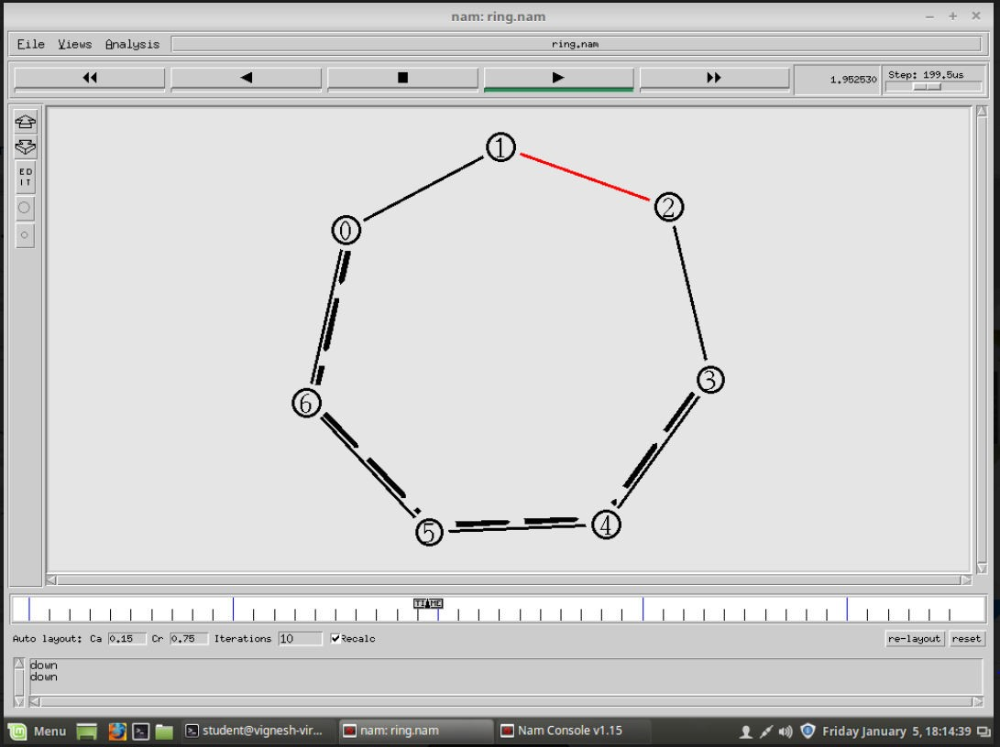 nam: ring.nam
File Views Analysis ring.nam
1.952530 Step: 199.5us
ED
IT
1
2
0
3
6
4
5
TIME
Auto layout: Ca 0.15 Cr 0.75 Iterations 10 Recalc re-layout reset
down
down
Menu student@vignesh-vir... nam: ring.nam Nam Console v1.15 Friday January 5, 18:14:39